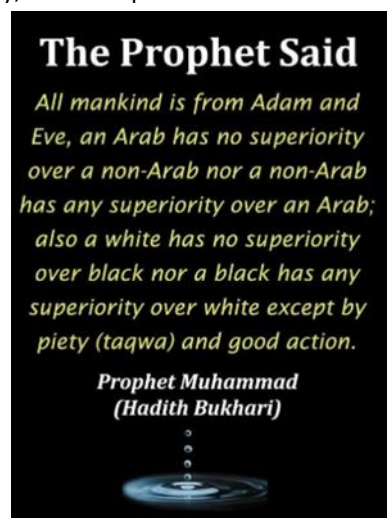 The Prophet Said
All mankind is from Adam and
Eve, an Arab has no superiority
over a non-Arab nor a non-Arab
has any superiority over an Arab;
also a white has no superiority
over black nor a black has any
superiority over white except by
piety (taqwa) and good action.
Prophet Muhammad
(Hadith Bukhari)